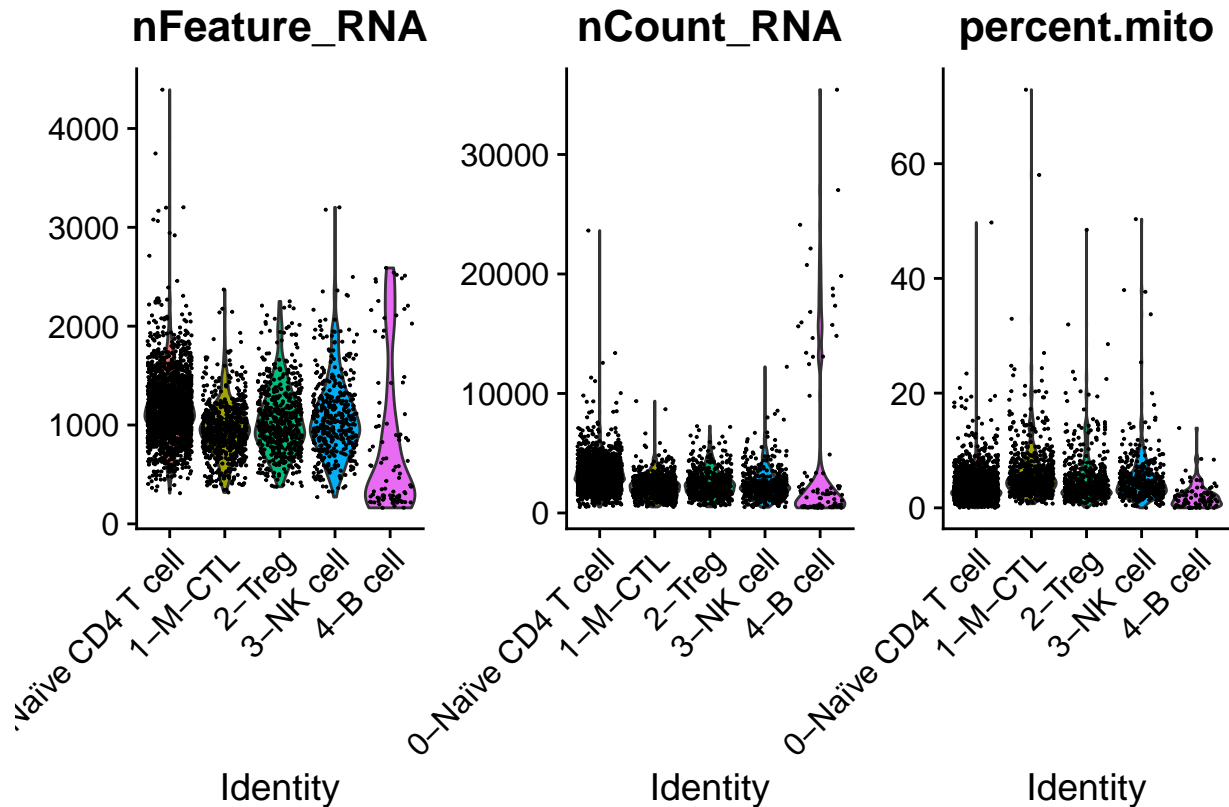 nFeature_RNA
4000
3000
2000
1000
0
Naïve CD4 T cell
1−M−CTL
2−Treg
3−NK cell
4−B cell
Identity
nCount_RNA
30000
20000
10000
0
0−Naïve CD4 T cell
1−M−CTL
2−Treg
3−NK cell
4−B cell
Identity
percent.mito
60
40
20
0
0−Naïve CD4 T cell
1−M−CTL
2−Treg
3−NK cell
4−B cell
Identity